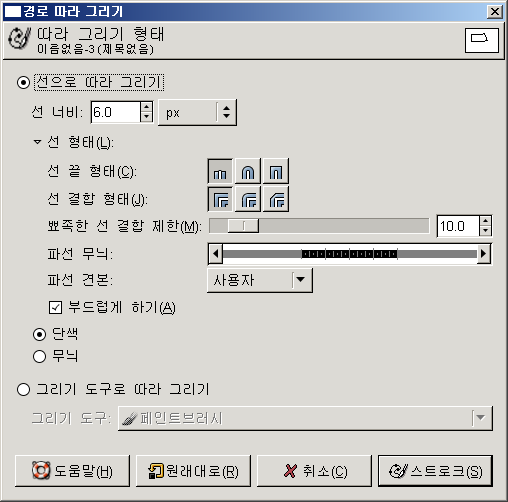 경로 따라 그리기
따라 그리기 형태
이름없음-3 (제목없음)
선으로 따라 그리기
선 너비: 6.0 px
선 형태(L):
선 끝 형태(C):
선 결합 형태(J):
뾰족한 선 결합 제한(M): 10.0
파선 무늬:
파선 견본: 사용자
부드럽게 하기(A)
단색
무늬
그리기 도구로 따라 그리기
그리기 도구: 페인트브러시
도움말(H) 원래대로(R) 취소(C) 스트로크(S)